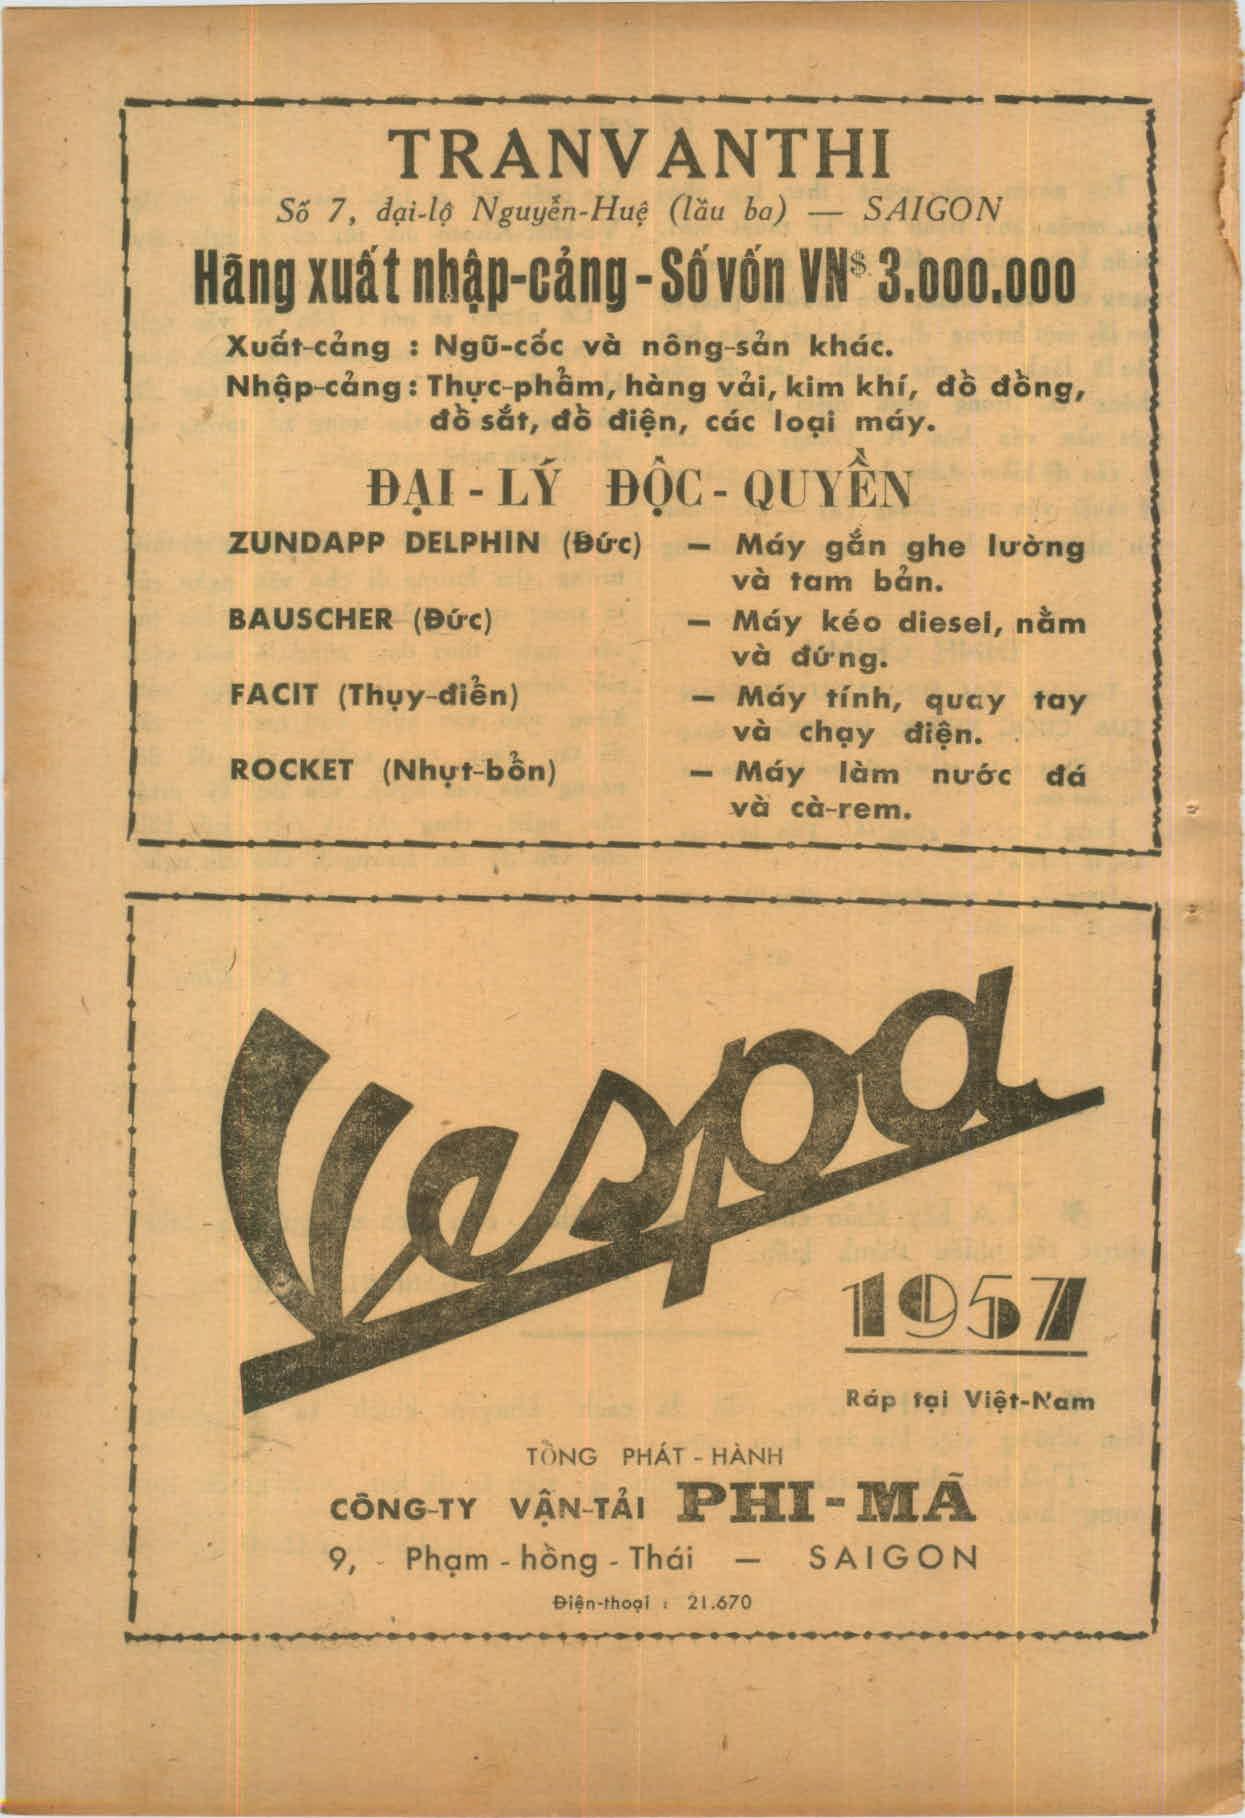 TRANVANTHI
Số 7, đại-lộ Nguyễn-Huệ (lầu ba) — SAIGON
Hãng xuất nhập-cảng - Số vốn VN$ 3.000.000
Xuất-cảng : Ngũ-cốc và nông-sản khác.
Nhập-cảng : Thực-phẩm, hàng vải, kim khí, đồ đồng,
đồ sắt, đồ điện, các loại máy.
ĐẠI - LÝ ĐỘC - QUYỀN
ZUNDAPP DELPHIN (Đức) — Máy gắn ghe lường
và tam bản.
BAUSCHER (Đức) — Máy kéo diesel, nằm
và đứng.
FACIT (Thụy-điển) — Máy tính, quay tay
và chạy điện.
ROCKET (Nhựt-bổn) — Máy làm nước đá
và cà-rem.
Vespa
1957
Ráp tại Việt-Nam
TỔNG PHÁT - HÀNH
CÔNG-TY VẬN-TẢI PHI-MÃ
9, - Phạm - hồng - Thái — SAIGON
Điện-thoại : 21.670